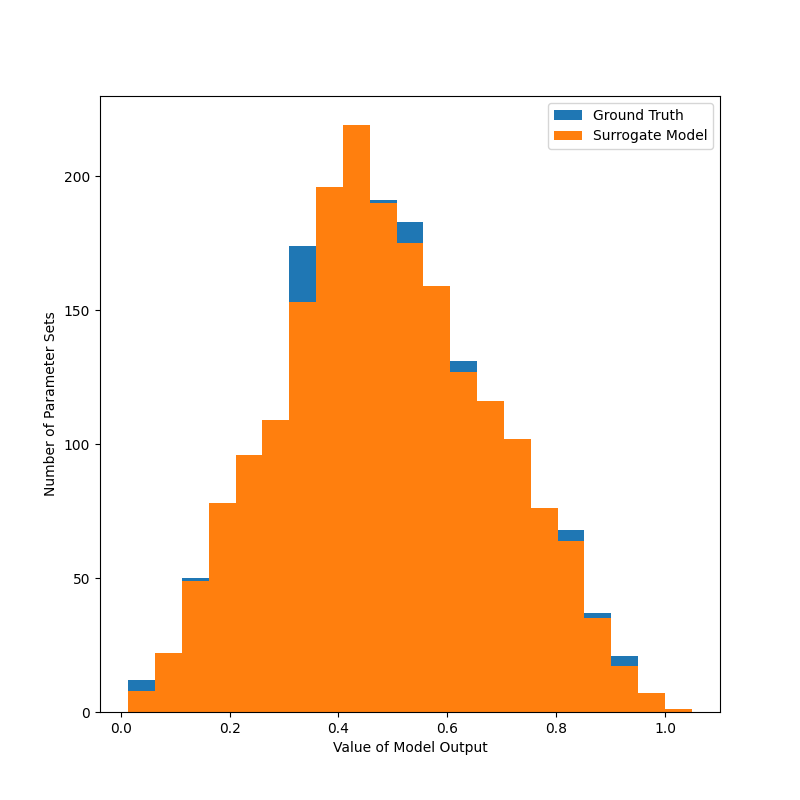 Ground Truth
Surrogate Model
200
150
100
50
0
0.0 0.2 0.4 0.6 0.8 1.0
Number of Parameter Sets
Value of Model Output